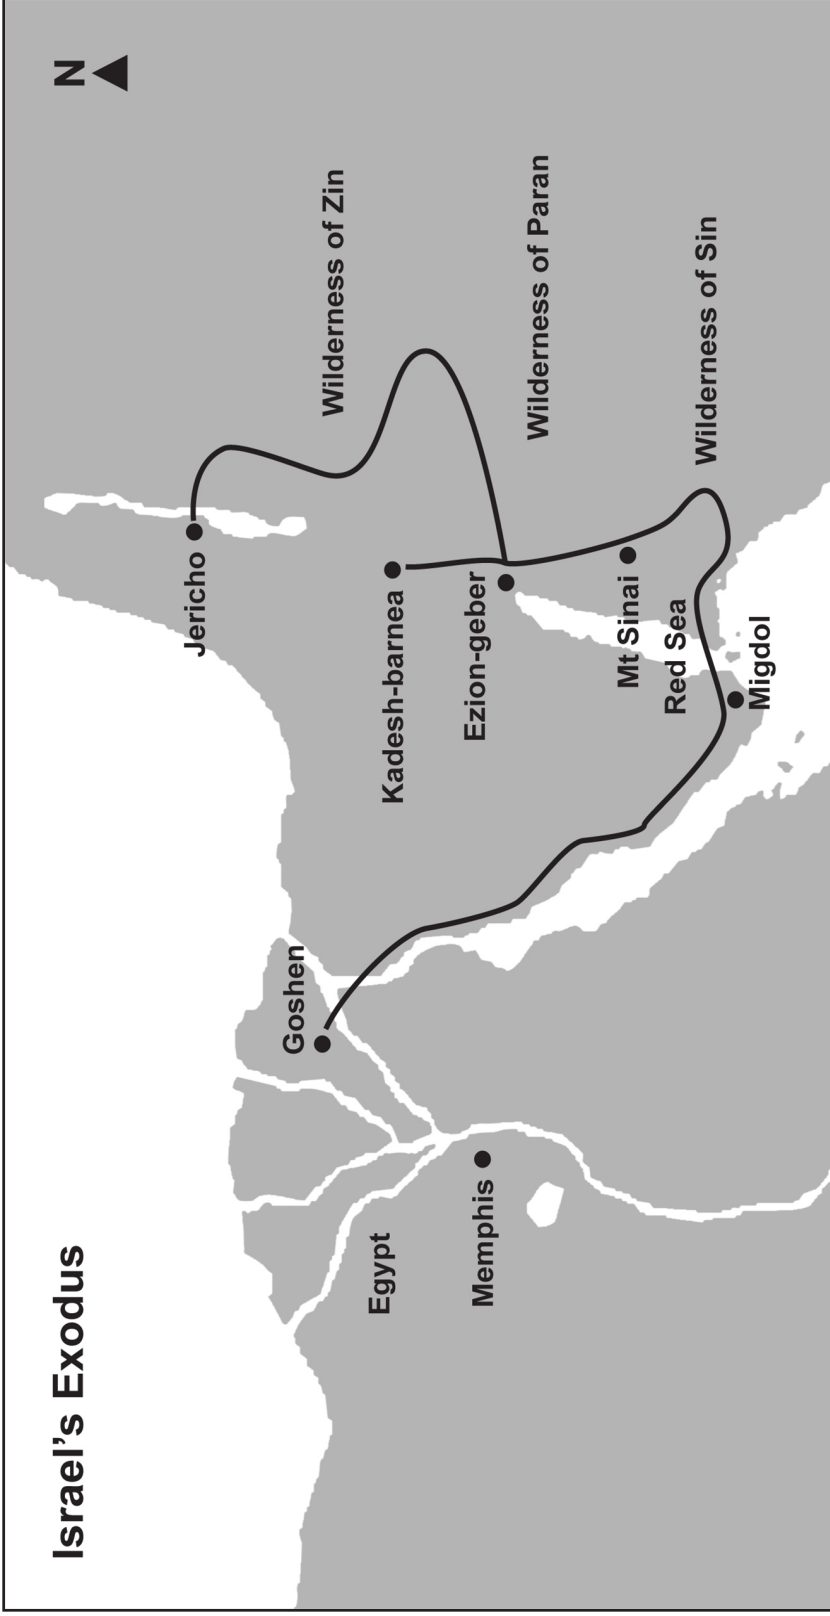 Israel’s Exodus
N
Jericho
Wilderness of Zin
Goshen
Kadesh-barnea
Egypt
Ezion-geber
Wilderness of Paran
Memphis
Mt Sinai
Red Sea
Wilderness of Sin
Migdol